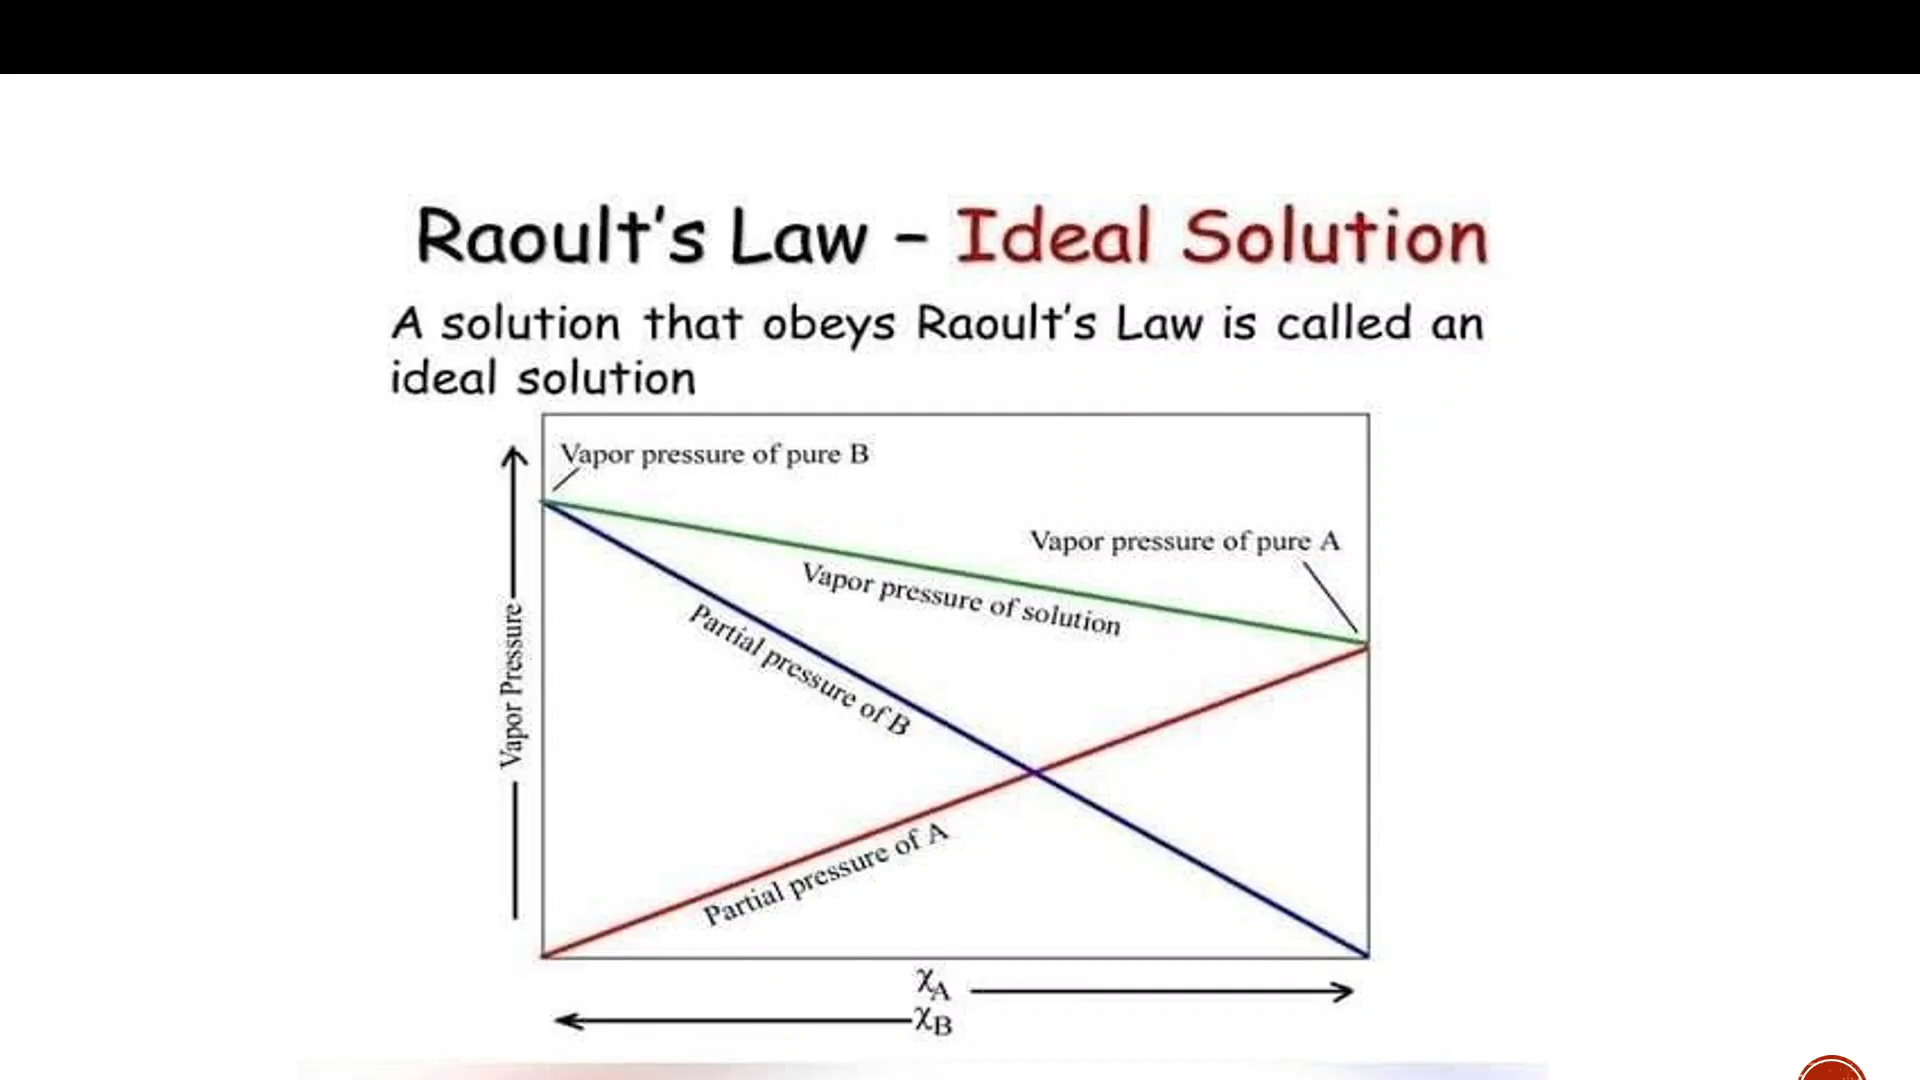 Raoult's Law – Ideal Solution
A solution that obeys Raoult's Law is called an
ideal solution
Vapor pressure of pure B
Vapor pressure of pure A
Vapor pressure of solution
Partial pressure of B
Vapor Pressure
Partial pressure of A
χA
χB